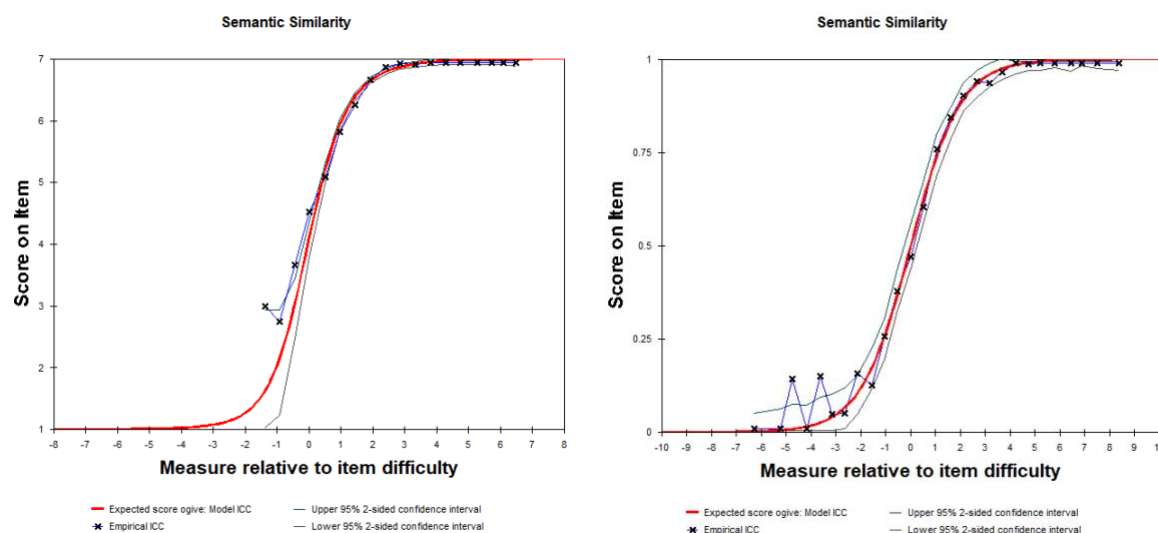 Semantic Similarity
7
6
5
4
3
2
1
Score on Item
-8 -7 -6 -5 -4 -3 -2 -1 0 1 2 3 4 5 6 7 8
Measure relative to item difficulty
Expected score ogive: Model ICC
Upper 95% 2-sided confidence interval
Empirical ICC
Lower 95% 2-sided confidence interval
Semantic Similarity
1
0.75
0.5
0.25
0
Score on Item
-10 -9 -8 -7 -6 -5 -4 -3 -2 -1 0 1 2 3 4 5 6 7 8 9
Measure relative to item difficulty
Expected score ogive: Model ICC
Upper 95% 2-sided confidence interval
Empirical ICC
Lower 95% 2-sided confidence interval